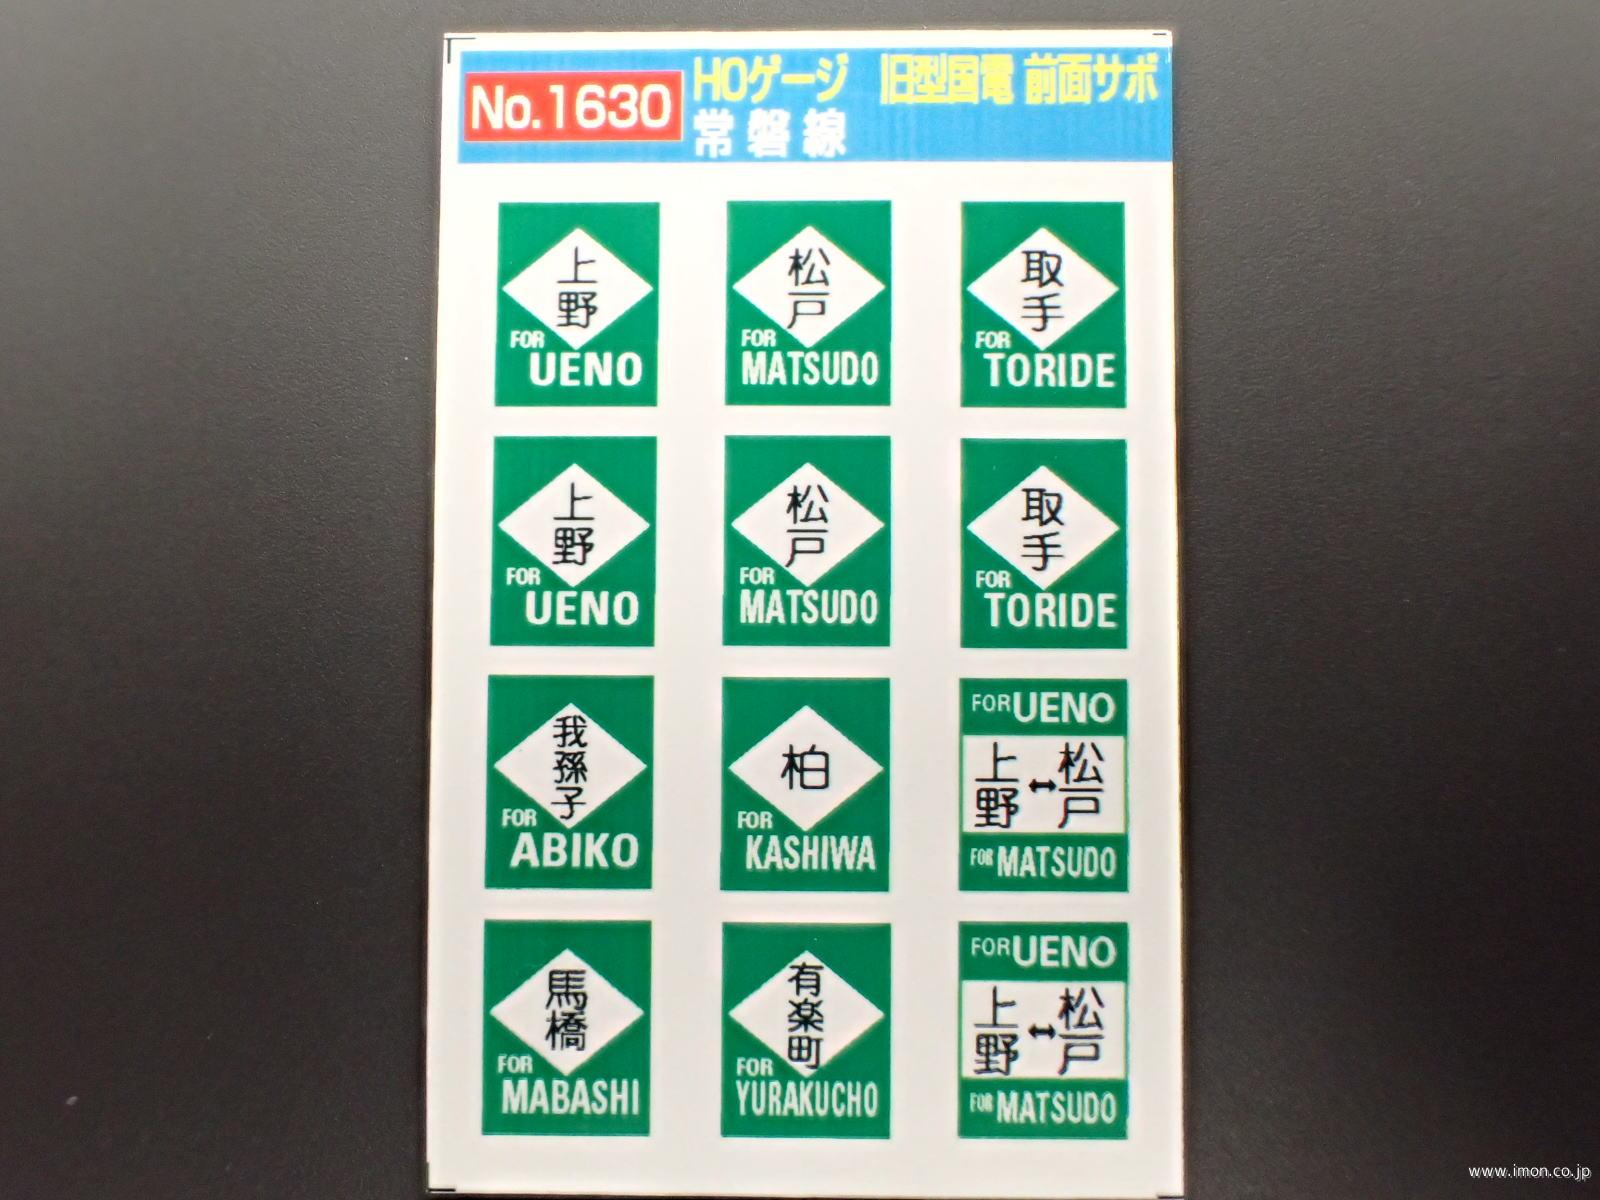 No.1630
HOゲージ 旧型国電 前面サボ
常磐線
上野
FOR
UENO
松戸
FOR
MATSUDO
取手
FOR
TORIDE
上野
FOR
UENO
松戸
FOR
MATSUDO
取手
FOR
TORIDE
我孫子
FOR
ABIKO
柏
FOR
KASHIWA
FOR UENO
上野↔松戸
FOR MATSUDO
馬橋
FOR
MABASHI
有楽町
FOR
YURAKUCHO
FOR UENO
上野↔松戸
FOR MATSUDO
www.imon.co.jp